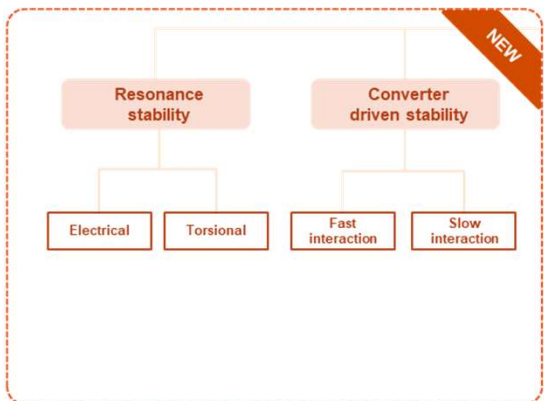 NEW
Resonance
stability
Converter
driven stability
Electrical
Torsional
Fast
interaction
Slow
interaction